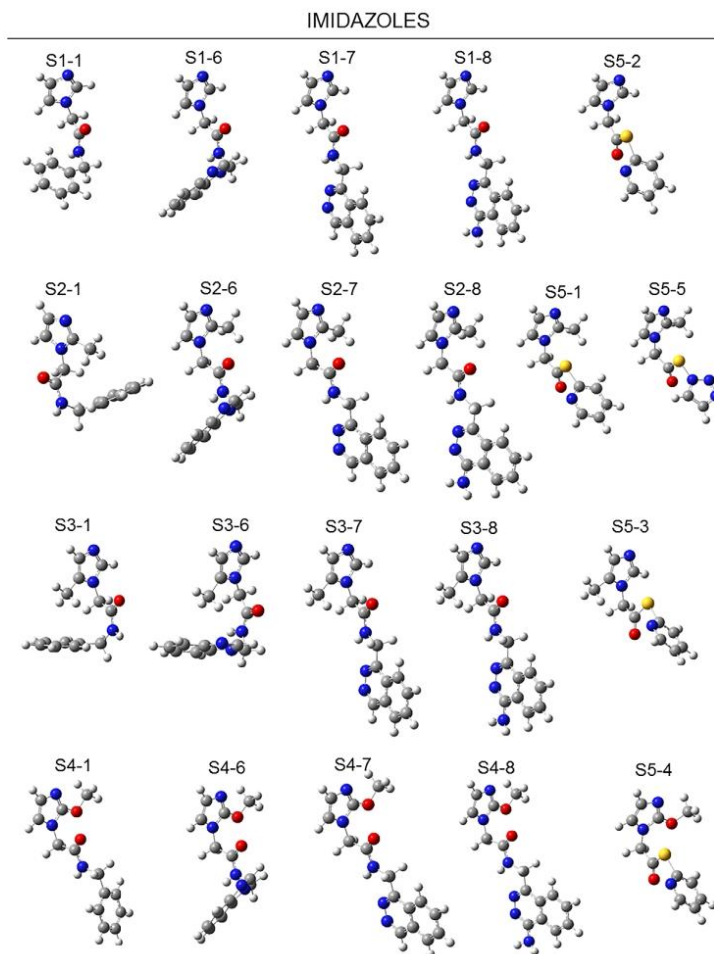 IMIDAZOLES
S1-1 S1-6 S1-7 S1-8 S5-2
S2-1 S2-6 S2-7 S2-8 S5-1 S5-5
S3-1 S3-6 S3-7 S3-8 S5-3
S4-1 S4-6 S4-7 S4-8 S5-4